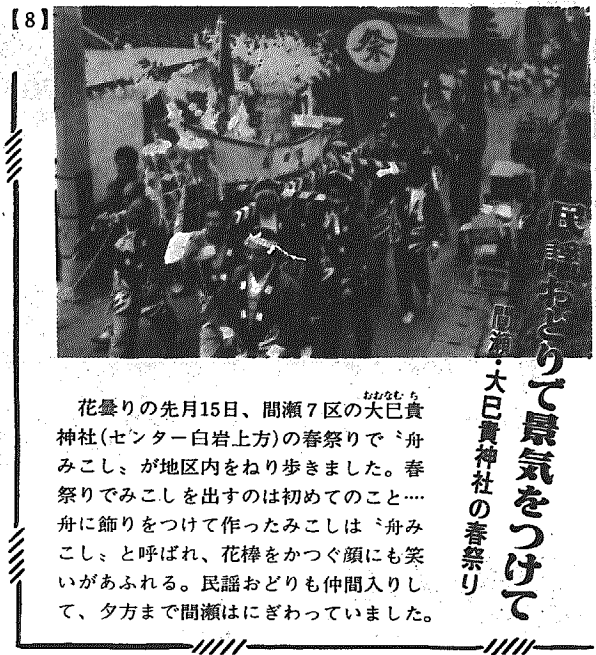 【8】
祭
民謡おどりで景気をつけて
間瀬・大巳貴神社の春祭り
おおなむち
花曇りの先月15日、間瀬7区の大巳貴
神社(センター白岩上方)の春祭りで〝舟
みこし〟が地区内をねり歩きました。春
祭りでみこしを出すのは初めてのこと‥‥
舟に飾りをつけて作ったみこしは〝舟み
こし〟と呼ばれ、花棒をかつぐ顔にも笑
いがあふれる。民謡おどりも仲間入りし
て、夕方まで間瀬はにぎわっていました。